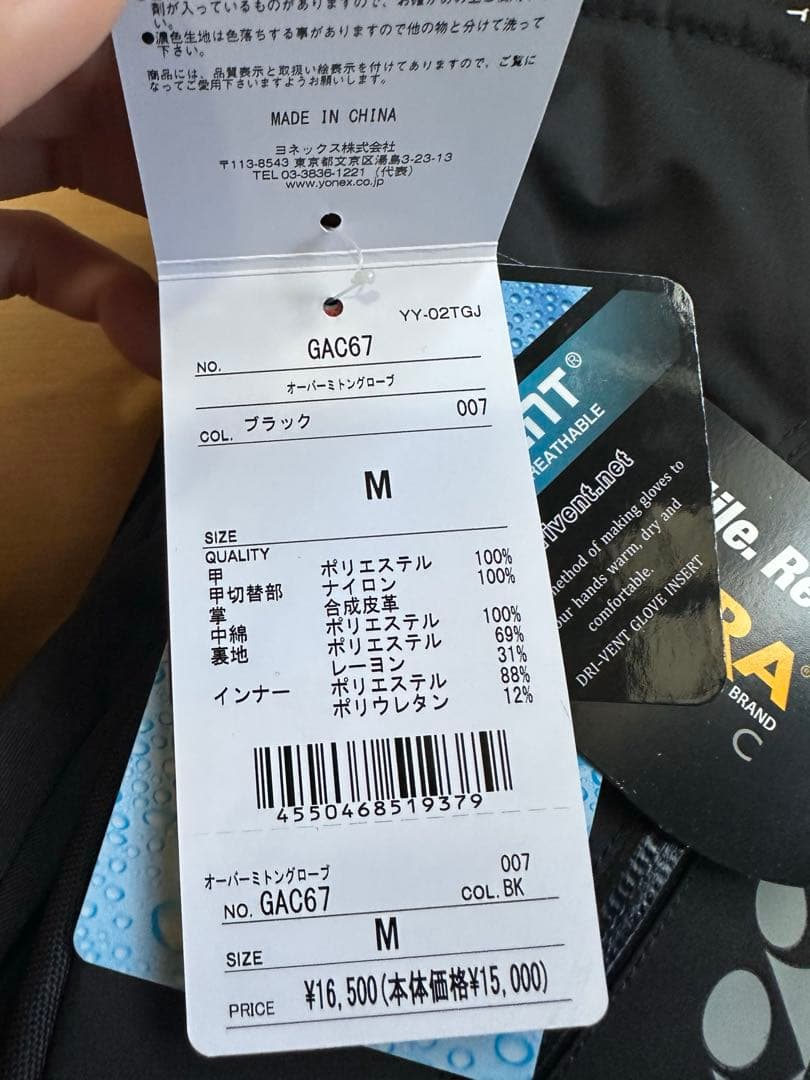 剤が入っているものがありますので、お確かめの上
い。
●濃色生地は色落ちする事がありますので他の物と分けて洗って
下さい。
商品には、品質表示と取扱い絵表示を付けてありますので、ご覧に
なってご愛用下さいますようお願いします。
MADE IN CHINA
ヨネックス株式会社
〒113-8543 東京都文京区湯島3-23-13
TEL 03-3836-1221（代表）
www.yonex.co.jp
YY-02TGJ
NO. GAC67
オーバーミトングローブ
COL. ブラック 007
M
SIZE
QUALITY
甲 ポリエステル 100%
甲切替部 ナイロン 100%
掌 合成皮革
中綿 ポリエステル 100%
裏地 ポリエステル 69%
レーヨン 31%
インナー ポリエステル 88%
ポリウレタン 12%
4550468519379
オーバーミトングローブ 007
NO. GAC67 COL. BK
M
SIZE
PRICE ¥16,500(本体価格¥15,000)
NT®
REATHABLE
rivent.net
method of making gloves to
our hands warm, dry and
comfortable.
DRI-VENT GLOVE INSERT
ile. Re
RA®
BRAND
C